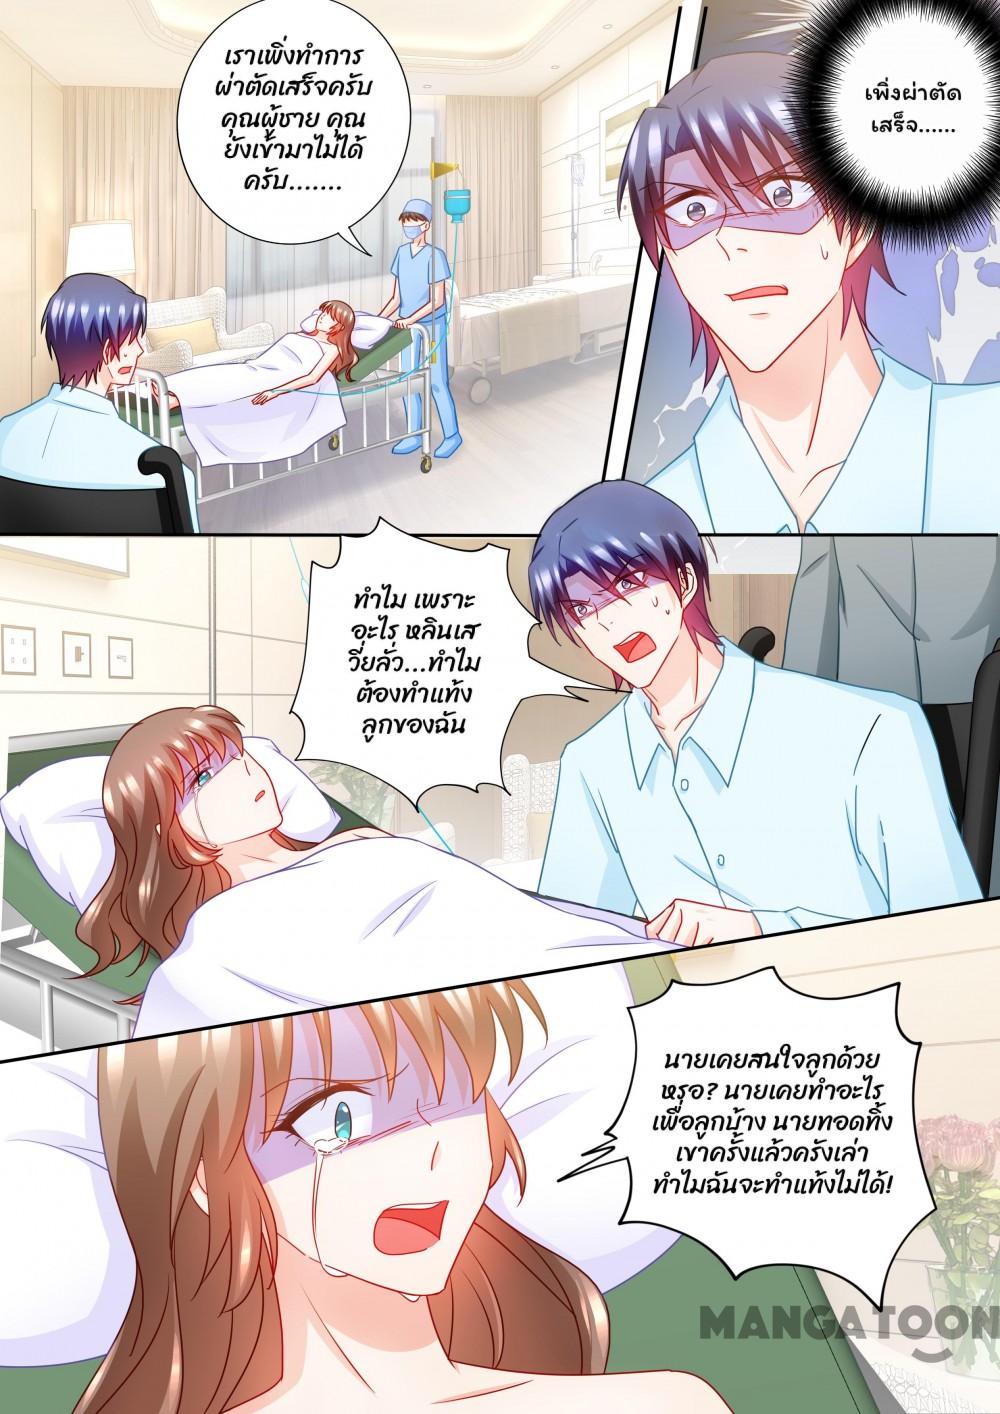 เราเพิ่งทำการ
ผ่าตัดเสร็จครับ
คุณผู้ชาย คุณ
ยังเข้ามาไม่ได้
ครับ.......
เพิ่งผ่าตัด
เสร็จ......
ทำไม เพราะ
อะไร หลินเส
วี่ยลั่ว...ทำไม
ต้องทำแท้ง
ลูกของฉัน
นายเคยสนใจลูกด้วย
หรอ? นายเคยทำอะไร
เพื่อลูกบ้าง นายทอดทิ้ง
เขาครั้งแล้วครังเล่า
ทำไมฉันจะทำแท้งไม่ได้!
MANGATOON